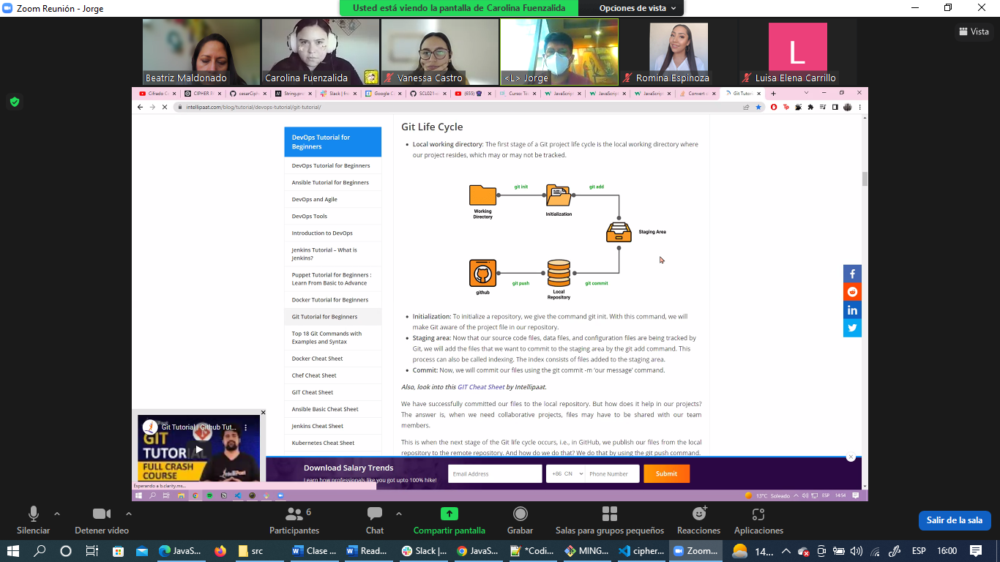 Zoom Reunión - Jorge
Usted está viendo la pantalla de Carolina Fuenzalida
Opciones de vista
Vista
Beatriz Maldonado
Carolina Fuenzalida
Vanessa Castro
<L> Jorge
Romina Espinoza
L
Luisa Elena Carrillo
Cifrado C
CIPHER P
cesarCiph
String.pro
Slack | fr
Google C
SCL021-c
(655)
Curso: Te
JavaScript
JavaScript
JavaScript
Convert c
Git Tutor
intellipaat.com/blog/tutorial/devops-tutorial/git-tutorial/
DevOps Tutorial for
Beginners
DevOps Tutorial for Beginners
Ansible Tutorial for Beginners
DevOps and Agile
DevOps Tools
Introduction to DevOps
Jenkins Tutorial – What is
Jenkins?
Puppet Tutorial for Beginners :
Learn From Basic to Advance
Docker Tutorial for Beginners
Git Tutorial for Beginners
Top 18 Git Commands with
Examples and Syntax
Docker Cheat Sheet
Chef Cheat Sheet
GIT Cheat Sheet
Ansible Basic Cheat Sheet
Jenkins Cheat Sheet
Kubernetes Cheat Sheet
Git Life Cycle
Local working directory: The first stage of a Git project life cycle is the local working directory where
our project resides, which may or may not be tracked.
git init
git add
Working
Directory
Initialization
Staging Area
git push
git commit
github
Local
Repository
Initialization: To initialize a repository, we give the command git init. With this command, we will
make Git aware of the project file in our repository.
Staging area: Now that our source code files, data files, and configuration files are being tracked by
Git, we will add the files that we want to commit to the staging area by the git add command. This
process can also be called indexing. The index consists of files added to the staging area.
Commit: Now, we will commit our files using the git commit -m ‘our message’ command.
Also, look into this GIT Cheat Sheet by Intellipaat.
We have successfully committed our files to the local repository. But how does it help in our projects?
The answer is, when we need collaborative projects, files may have to be shared with our team
members.
This is when the next stage of the Git life cycle occurs, i.e., in GitHub, we publish our files from the local
repository to the remote repository. And how do we do that? We do that by using the git push command.
Git Tutorial | Github Tut...
GIT
TUTORIAL
FULL CRASH
COURSE
Download Salary Trends
Learn how professionals like you got upto 100% hike!
Email Address
+86 CN
Phone Number
Submit
Esperando a b.clarity.ms...
13°C Soleado
ESP
14:54
Silenciar
Detener vídeo
6
Participantes
Chat
Compartir pantalla
Grabar
Salas para grupos pequeños
Reacciones
Aplicaciones
Salir de la sala
JavaS...
src
Clase ...
Read...
Slack |...
JavaS...
*Codi...
MING...
cipher...
Zoom...
14...
ESP
16:00